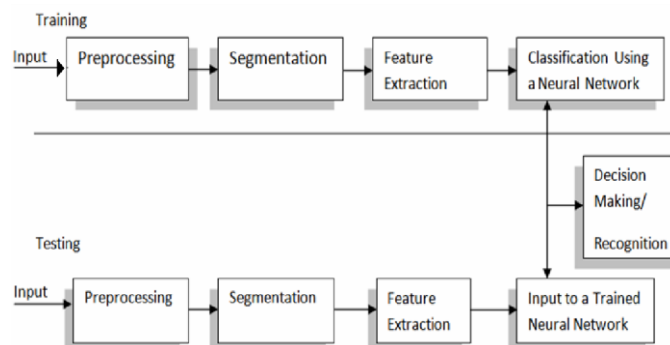 Training
Input
Preprocessing
Segmentation
Feature
Extraction
Classification Using
a Neural Network
Decision
Making/
Recognition
Testing
Input
Preprocessing
Segmentation
Feature
Extraction
Input to a Trained
Neural Network